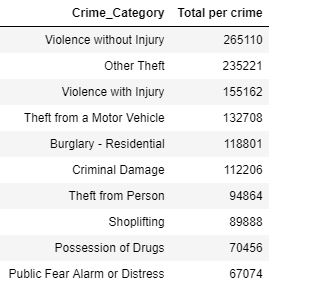 Crime_Category Total per crime
Violence without Injury 265110
Other Theft 235221
Violence with Injury 155162
Theft from a Motor Vehicle 132708
Burglary - Residential 118801
Criminal Damage 112206
Theft from Person 94864
Shoplifting 89888
Possession of Drugs 70456
Public Fear Alarm or Distress 67074